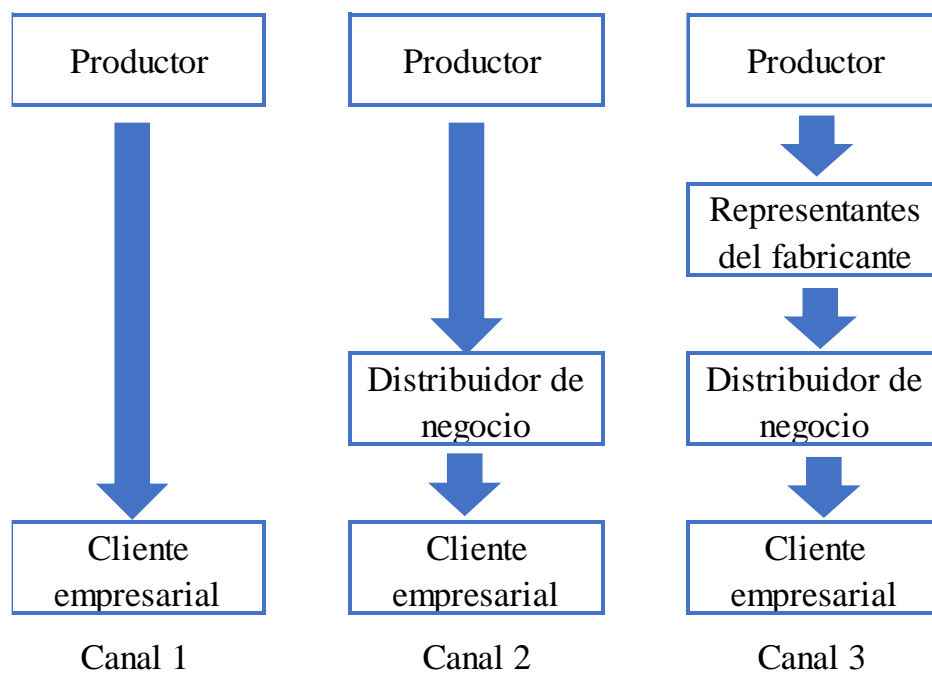 Productor
Productor
Productor
Representantes
del fabricante
Distribuidor de
negocio
Distribuidor de
negocio
Cliente
empresarial
Cliente
empresarial
Cliente
empresarial
Canal 1
Canal 2
Canal 3